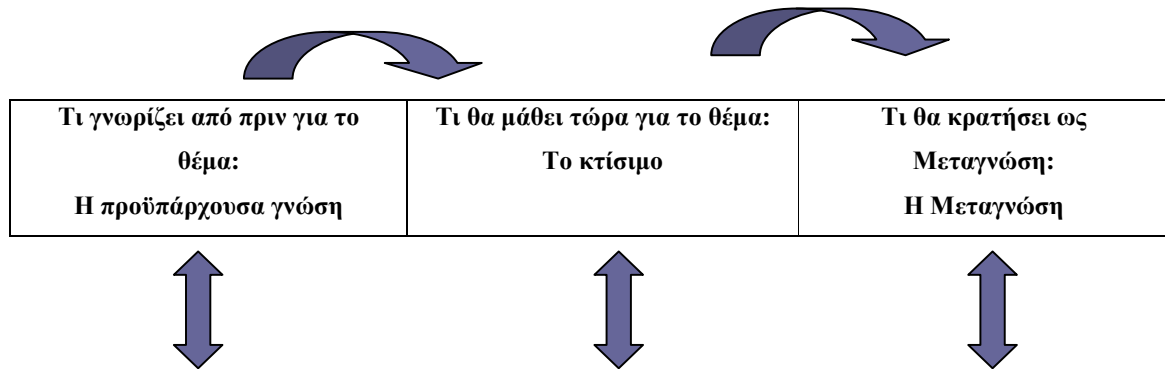 Τι γνωρίζει από πριν για το
θέμα:
Η προϋπάρχουσα γνώση
Τι θα μάθει τώρα για το θέμα:
Το κτίσιμο
Τι θα κρατήσει ως
Μεταγνώση:
Η Μεταγνώση